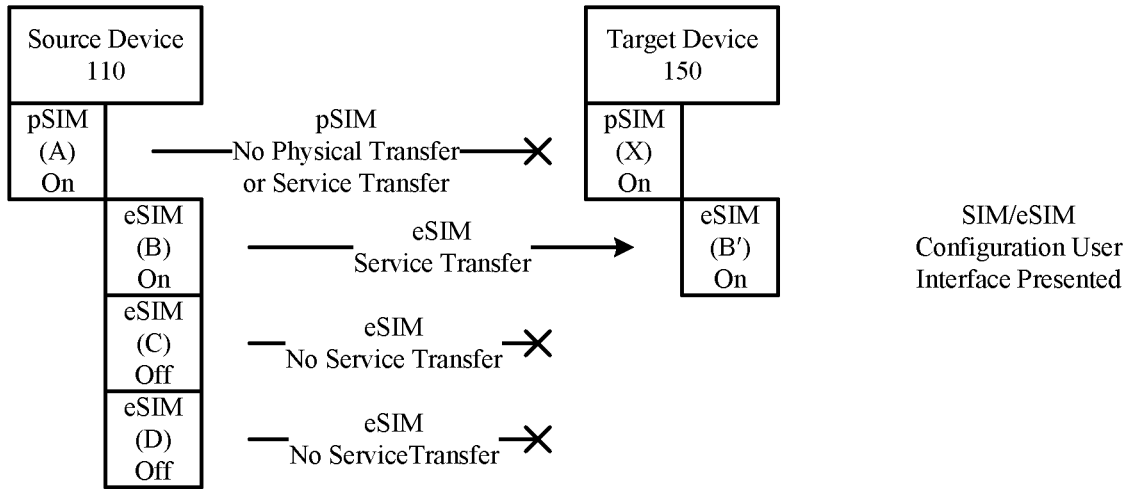 Source Device
110
Target Device
150
pSIM
(A)
On
pSIM
No Physical Transfer
or Service Transfer
pSIM
(X)
On
eSIM
(B)
On
eSIM
Service Transfer
eSIM
(B′)
On
SIM/eSIM
Configuration User
Interface Presented
eSIM
(C)
Off
eSIM
No Service Transfer
eSIM
(D)
Off
eSIM
No ServiceTransfer